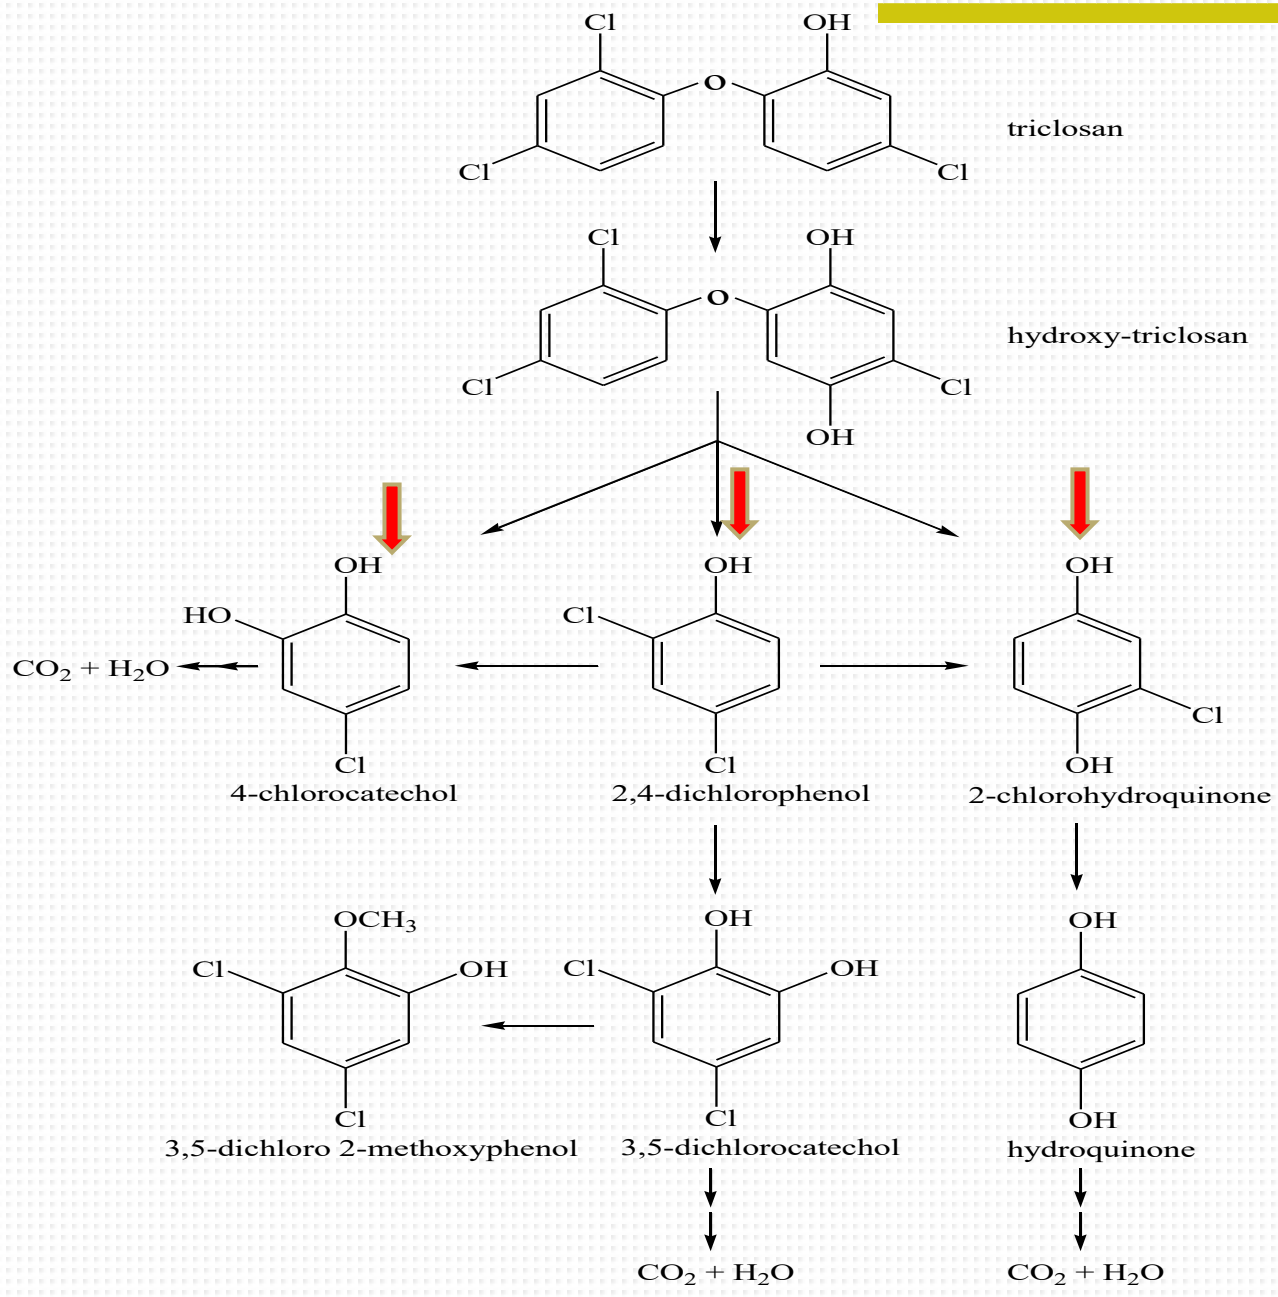 Cl OH
O
triclosan
Cl Cl
Cl OH
O
hydroxy-triclosan
Cl Cl
OH
OH OH OH
HO Cl
CO2 + H2O
Cl
Cl Cl OH
4-chlorocatechol 2,4-dichlorophenol 2-chlorohydroquinone
OCH3 OH OH
Cl OH Cl OH
Cl Cl OH
3,5-dichloro 2-methoxyphenol 3,5-dichlorocatechol hydroquinone
CO2 + H2O CO2 + H2O